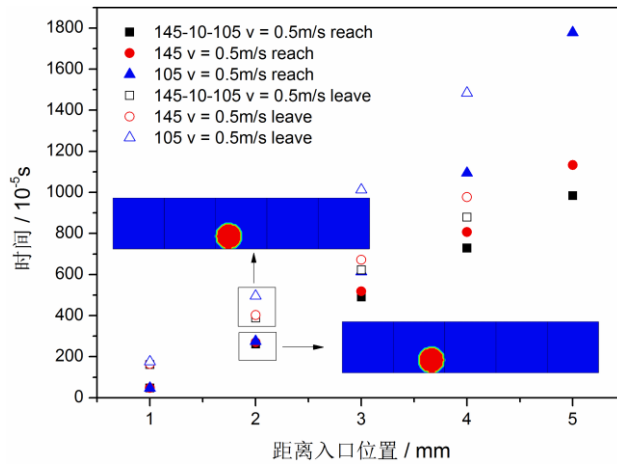 1800
1600
1400
1200
1000
800
600
400
200
0
时间 / 10⁻⁵s
145-10-105 v = 0.5m/s reach
145 v = 0.5m/s reach
105 v = 0.5m/s reach
145-10-105 v = 0.5m/s leave
145 v = 0.5m/s leave
105 v = 0.5m/s leave
1 2 3 4 5
距离入口位置 / mm